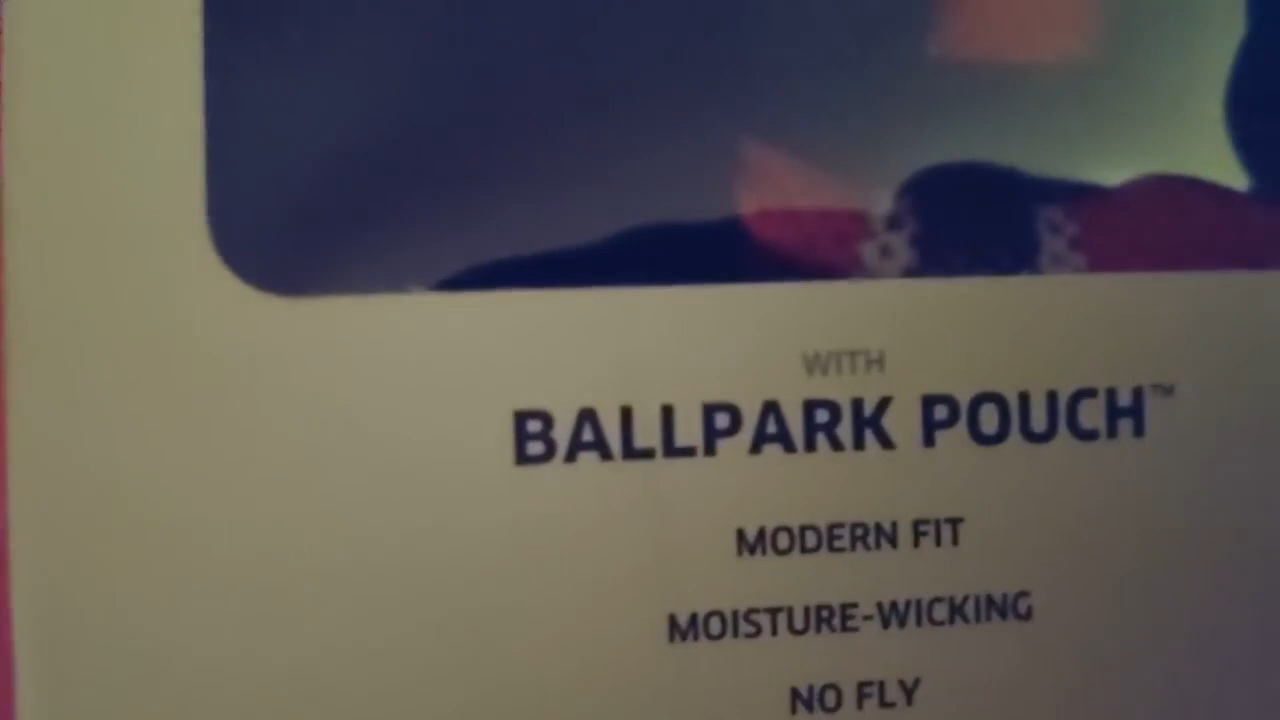 WITH
BALLPARK POUCH™
MODERN FIT
MOISTURE-WICKING
NO FLY